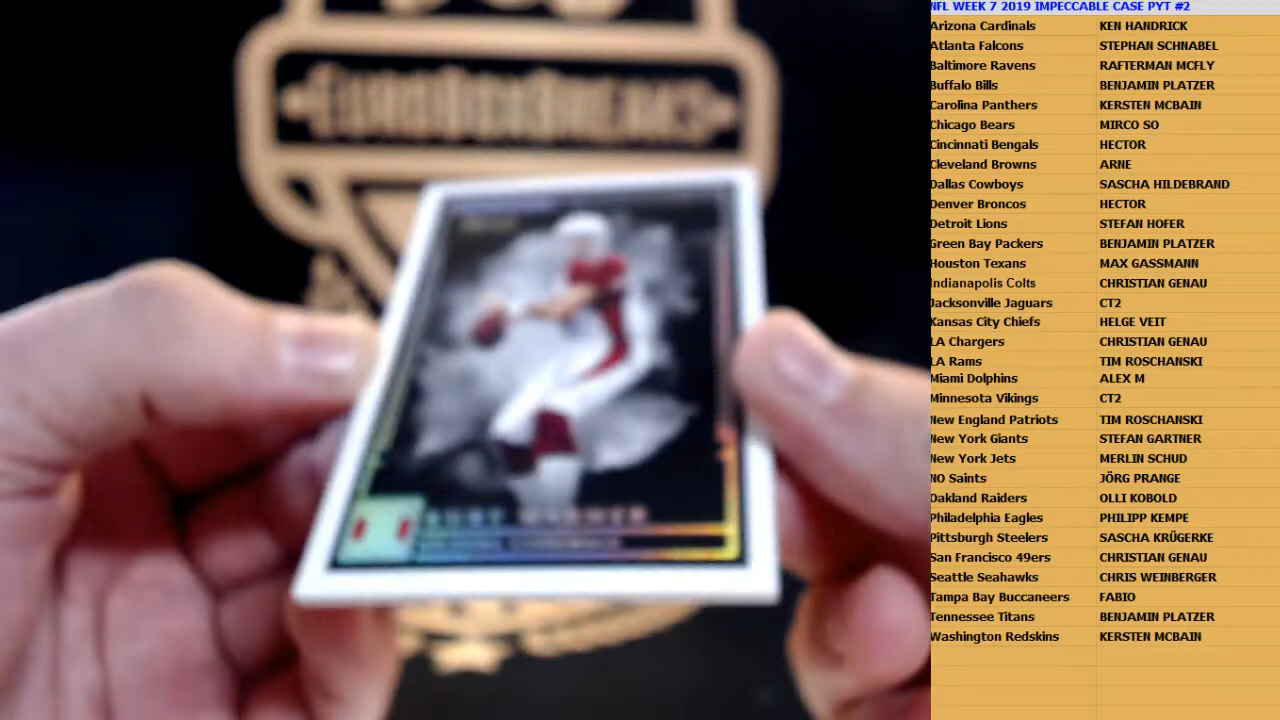 EUROBOXBREAKS
KURT WARNER
NFL WEEK 7 2019 IMPECCABLE CASE PYT #2
Arizona Cardinals KEN HANDRICK
Atlanta Falcons STEPHAN SCHNABEL
Baltimore Ravens RAFTERMAN MCFLY
Buffalo Bills BENJAMIN PLATZER
Carolina Panthers KERSTEN MCBAIN
Chicago Bears MIRCO SO
Cincinnati Bengals HECTOR
Cleveland Browns ARNE
Dallas Cowboys SASCHA HILDEBRAND
Denver Broncos HECTOR
Detroit Lions STEFAN HOFER
Green Bay Packers BENJAMIN PLATZER
Houston Texans MAX GASSMANN
Indianapolis Colts CHRISTIAN GENAU
Jacksonville Jaguars CT2
Kansas City Chiefs HELGE VEIT
LA Chargers CHRISTIAN GENAU
LA Rams TIM ROSCHANSKI
Miami Dolphins ALEX M
Minnesota Vikings CT2
New England Patriots TIM ROSCHANSKI
New York Giants STEFAN GARTNER
New York Jets MERLIN SCHUD
NO Saints JÖRG PRANGE
Oakland Raiders OLLI KOBOLD
Philadelphia Eagles PHILIPP KEMPE
Pittsburgh Steelers SASCHA KRÜGERKE
San Francisco 49ers CHRISTIAN GENAU
Seattle Seahawks CHRIS WEINBERGER
Tampa Bay Buccaneers FABIO
Tennessee Titans BENJAMIN PLATZER
Washington Redskins KERSTEN MCBAIN